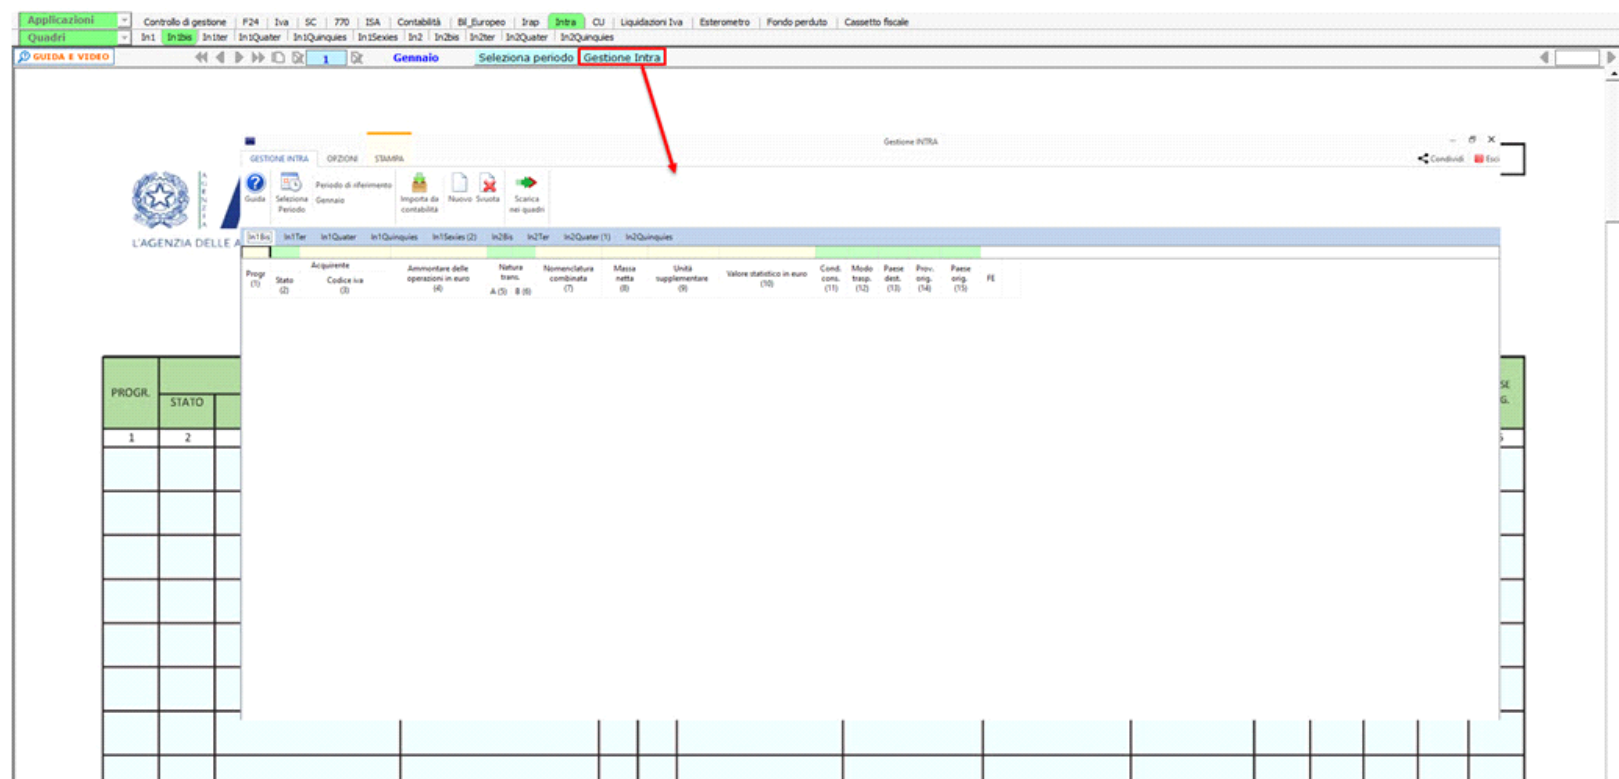 Applicazioni Controllo di gestione F24 Iva SC 770 ISA Contabilità Bil_Europeo Irap Intra CU Liquidazioni Iva Esterometro Fondo perduto Cassetto fiscale
Quadri In1 In1bis In1ter In1Quater In1Quinquies In1Sexies In2 In2bis In2ter In2Quater In2Quinquies
GUIDA E VIDEO 1 Gennaio Seleziona periodo Gestione Intra
Gestione INTRA
GESTIONE INTRA OPZIONI STAMPA
Condividi Esci
Guida Seleziona Periodo Periodo di riferimento Gennaio Importa da contabilità Nuovo Svuota Scarica nei quadri
AGENZIA
L'AGENZIA DELLE A
In1Bis In1Ter In1Quater In1Quinquies In1Sexies (2) In2Bis In2Ter In2Quater (1) In2Quinquies
Progr (1)
Acquirente
Stato (2)
Codice iva (3)
Ammontare delle operazioni in euro (4)
Natura trans.
A (5) B (6)
Nomenclatura combinata (7)
Massa netta (8)
Unità supplementare (9)
Valore statistico in euro (10)
Cond. cons. (11)
Modo trasp. (12)
Paese dest. (13)
Prov. orig. (14)
Paese orig. (15)
FE
PROGR.
STATO
SE
G.
1 2